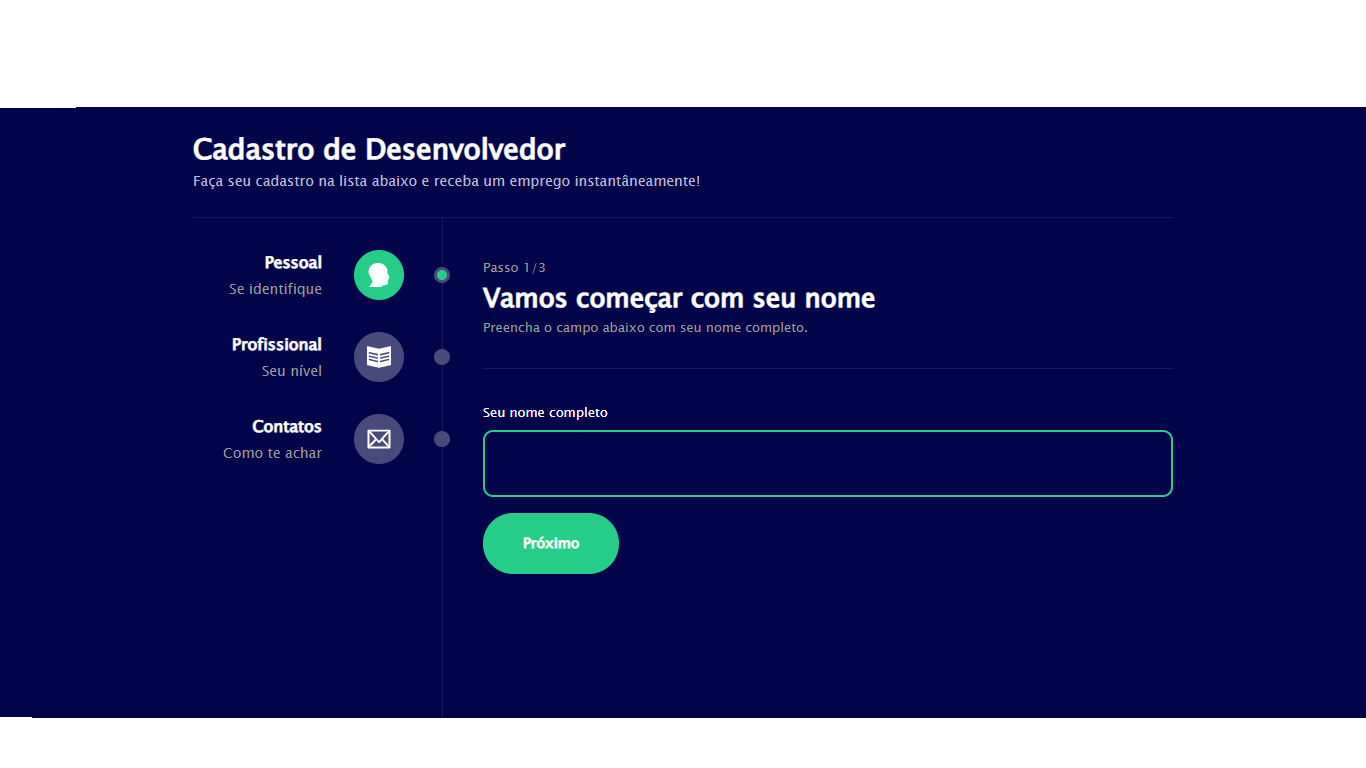 Cadastro de Desenvolvedor
Faça seu cadastro na lista abaixo e receba um emprego instantâneamente!
Pessoal
Se identifique
Profissional
Seu nível
Contatos
Como te achar
Passo 1/3
Vamos começar com seu nome
Preencha o campo abaixo com seu nome completo.
Seu nome completo
Próximo